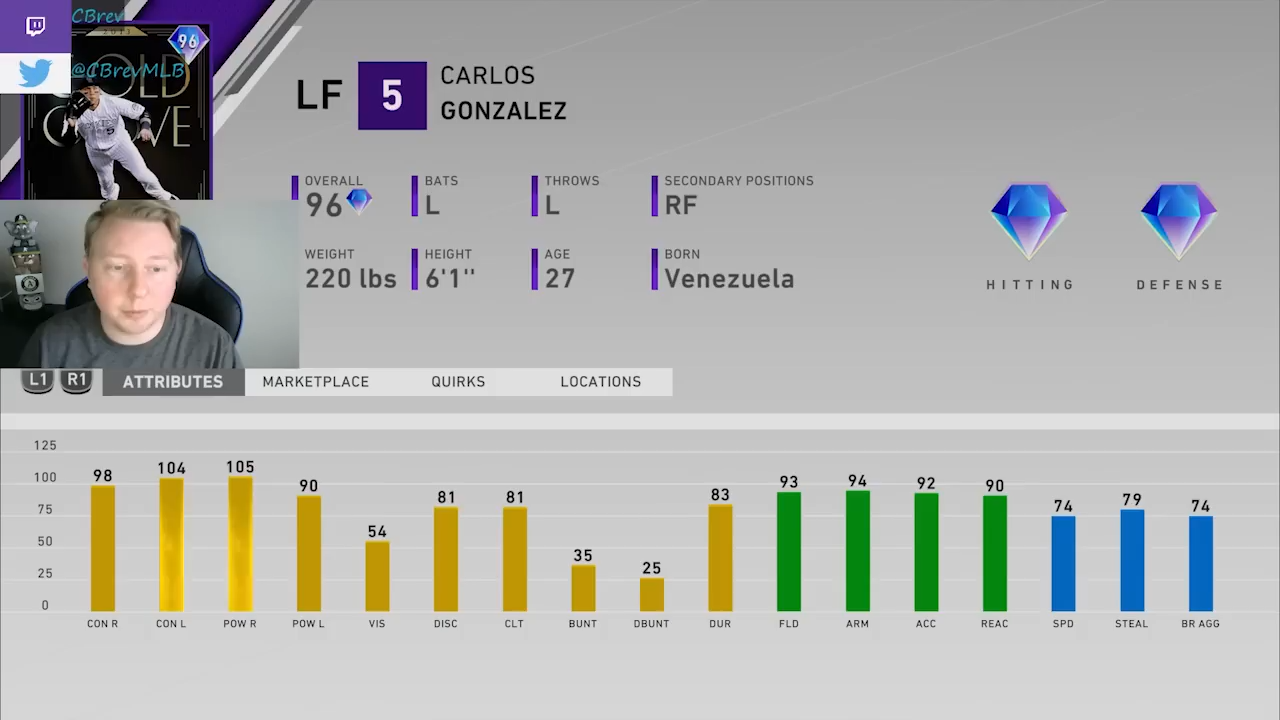 CBrev
2013
96
@CBrevMLB
GOLD
GLOVE
LF 5 CARLOS
GONZALEZ
OVERALL BATS THROWS SECONDARY POSITIONS
96 L L RF
WEIGHT HEIGHT AGE BORN
220 lbs 6'1'' 27 Venezuela
HITTING DEFENSE
L1 R1 ATTRIBUTES MARKETPLACE QUIRKS LOCATIONS
125
100
75
50
25
0
98 104 105 90 54 81 81 35 25 83 93 94 92 90 74 79 74
CON R CON L POW R POW L VIS DISC CLT BUNT DBUNT DUR FLD ARM ACC REAC SPD STEAL BR AGG